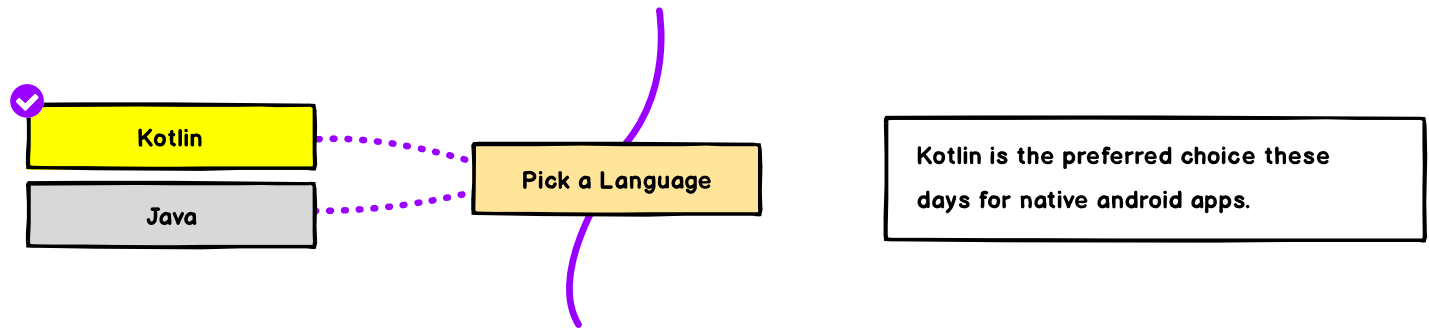 Kotlin
Java
Pick a Language
Kotlin is the preferred choice these
days for native android apps.